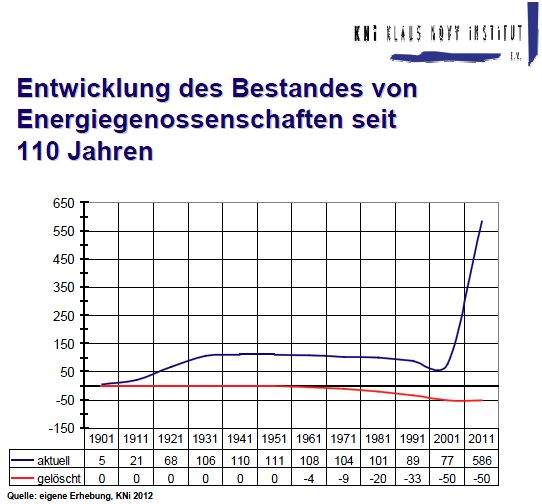 KNi KLAUS NOVY INSTITUT
e.V.
Entwicklung des Bestandes von
Energiegenossenschaften seit
110 Jahren
650
550
450
350
250
150
50
-50
-150
1901 1911 1921 1931 1941 1951 1961 1971 1981 1991 2001 2011
aktuell 5 21 68 106 110 111 108 104 101 89 77 586
gelöscht 0 0 0 0 0 0 -4 -9 -20 -33 -50 -50
Quelle: eigene Erhebung, KNi 2012